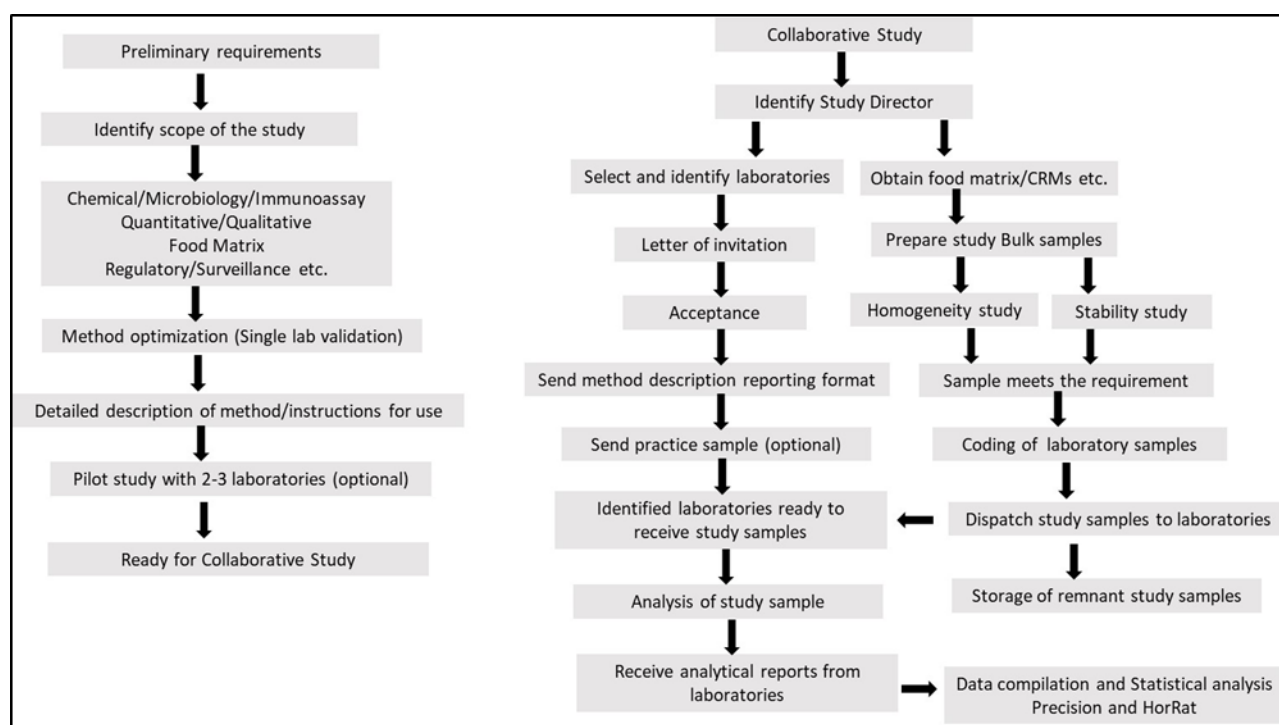 Preliminary requirements
Identify scope of the study
Chemical/Microbiology/Immunoassay
Quantitative/Qualitative
Food Matrix
Regulatory/Surveillance etc.
Method optimization (Single lab validation)
Detailed description of method/instructions for use
Pilot study with 2-3 laboratories (optional)
Ready for Collaborative Study
Collaborative Study
Identify Study Director
Select and identify laboratories
Letter of invitation
Acceptance
Send method description reporting format
Send practice sample (optional)
Identified laboratories ready to
receive study samples
Analysis of study sample
Receive analytical reports from
laboratories
Obtain food matrix/CRMs etc.
Prepare study Bulk samples
Homogeneity study
Stability study
Sample meets the requirement
Coding of laboratory samples
Dispatch study samples to laboratories
Storage of remnant study samples
Data compilation and Statistical analysis
Precision and HorRat